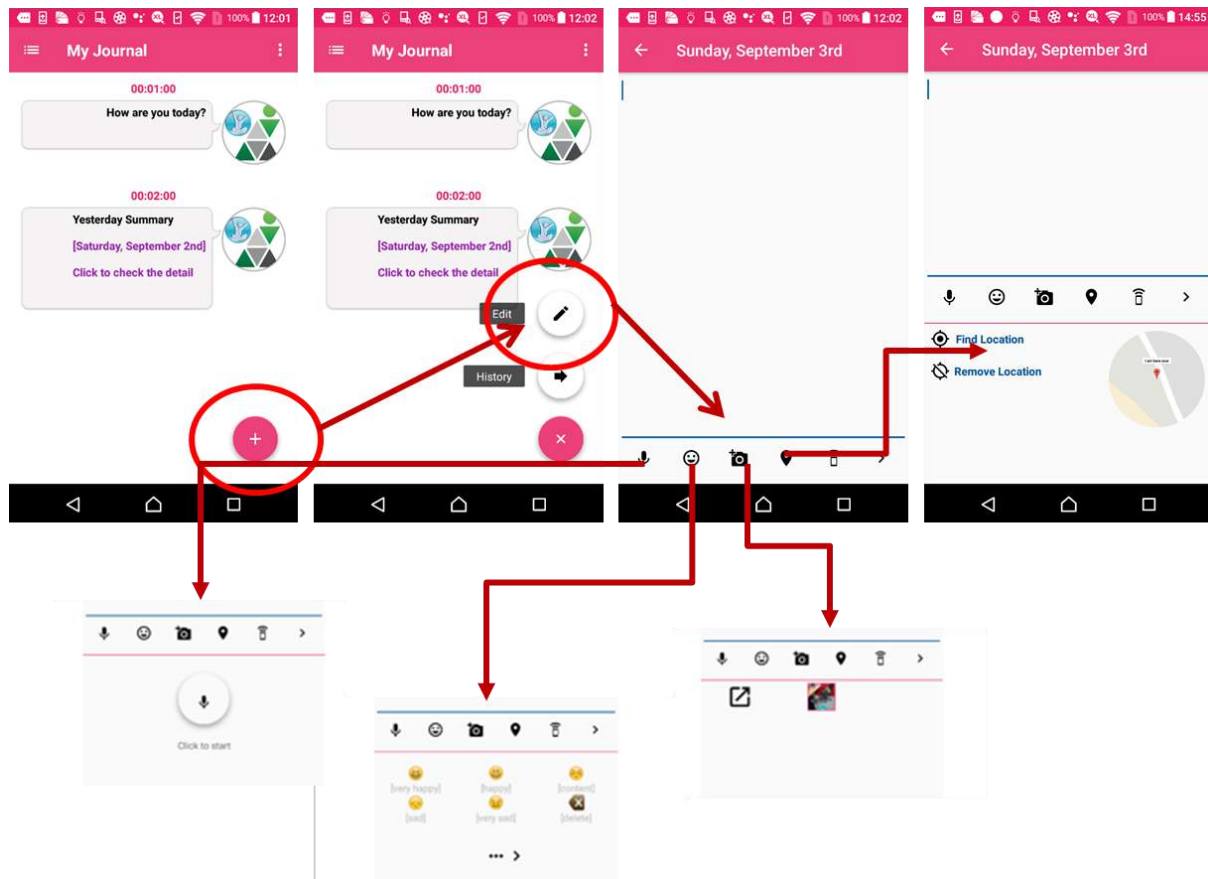 100% 12:01
My Journal
00:01:00
How are you today?
00:02:00
Yesterday Summary
[Saturday, September 2nd]
Click to check the detail
100% 12:02
My Journal
00:01:00
How are you today?
00:02:00
Yesterday Summary
[Saturday, September 2nd]
Click to check the detail
Edit
History
100% 12:02
Sunday, September 3rd
100% 14:55
Sunday, September 3rd
Find Location
Remove Location
Click to start
[very happy] [happy] [content]
[sad] [very sad] [delete]